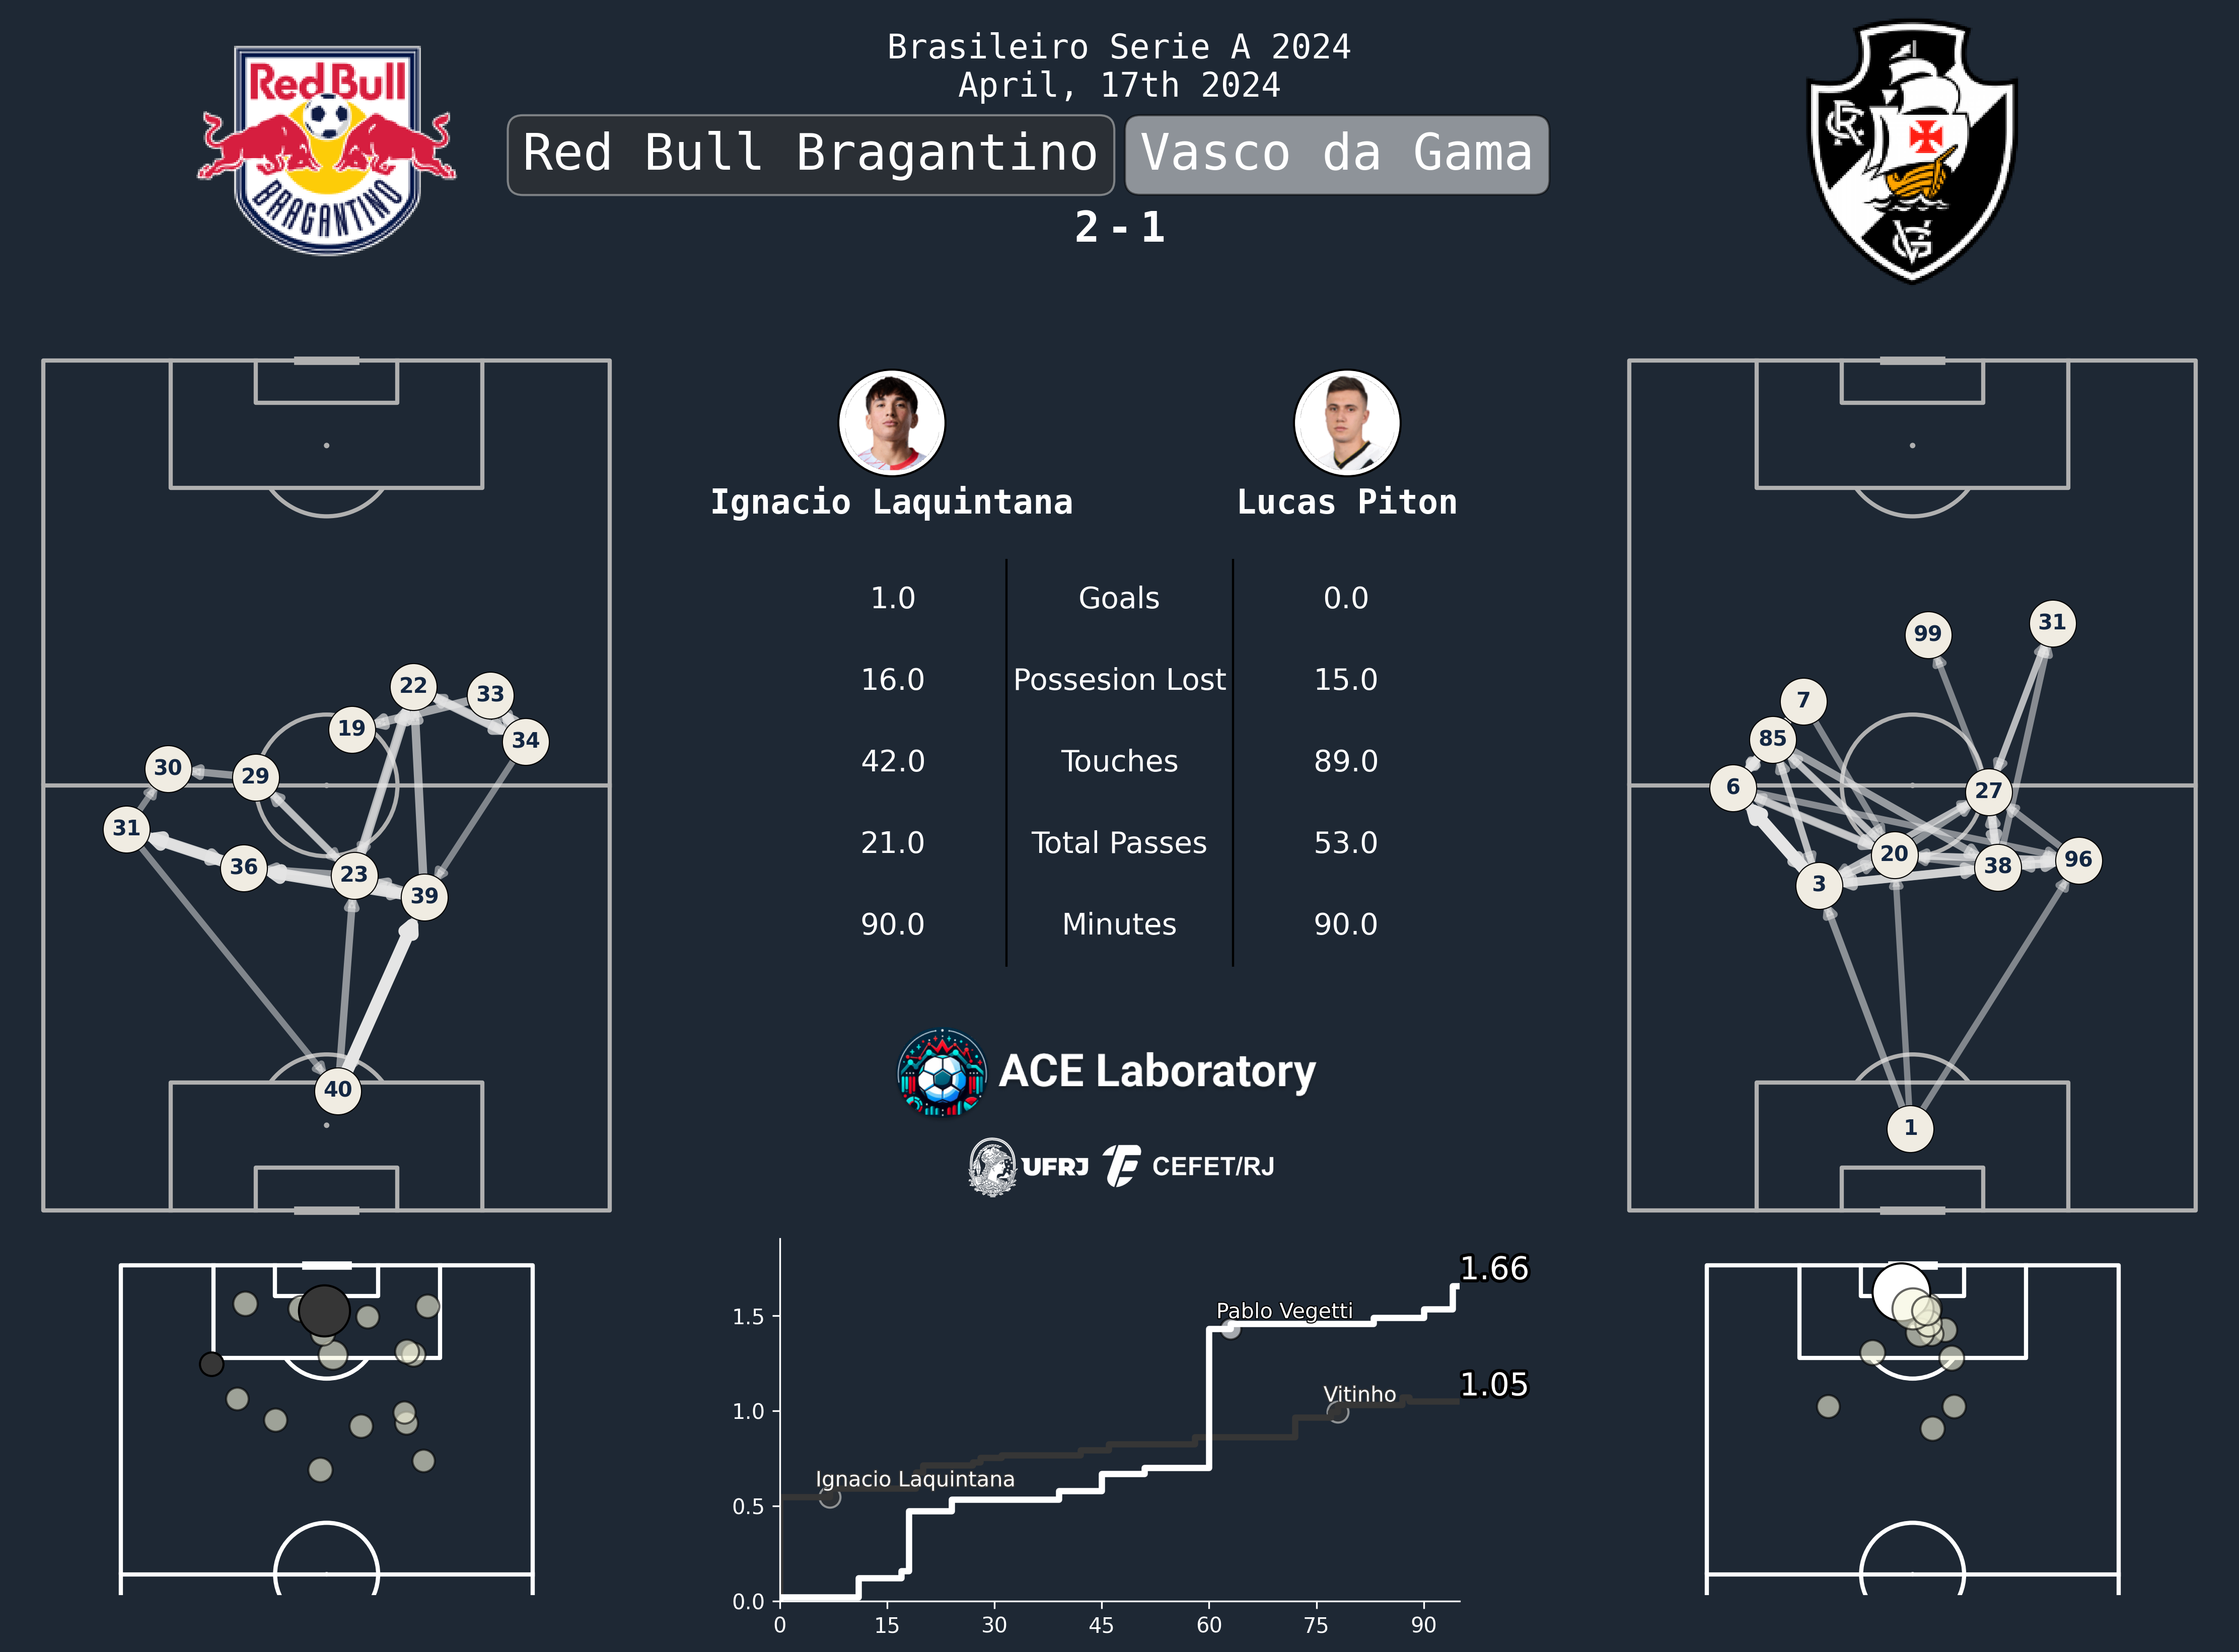 Brasileiro Serie A 2024
April, 17th 2024
Red Bull Bragantino Vasco da Gama
2-1
Red Bull
BRAGANTINO
CR
VG
Ignacio Laquintana Lucas Piton
1.0 Goals 0.0
16.0 Possesion Lost 15.0
42.0 Touches 89.0
21.0 Total Passes 53.0
90.0 Minutes 90.0
22
33
19
34
30
29
31
36
23
39
40
31
99
7
85
6
27
20
38
96
3
1
ACE Laboratory
UFRJ CEFET/RJ
1.66
Pablo Vegetti
1.5
1.05
Vitinho
1.0
Ignacio Laquintana
0.5
0.0
0 15 30 45 60 75 90